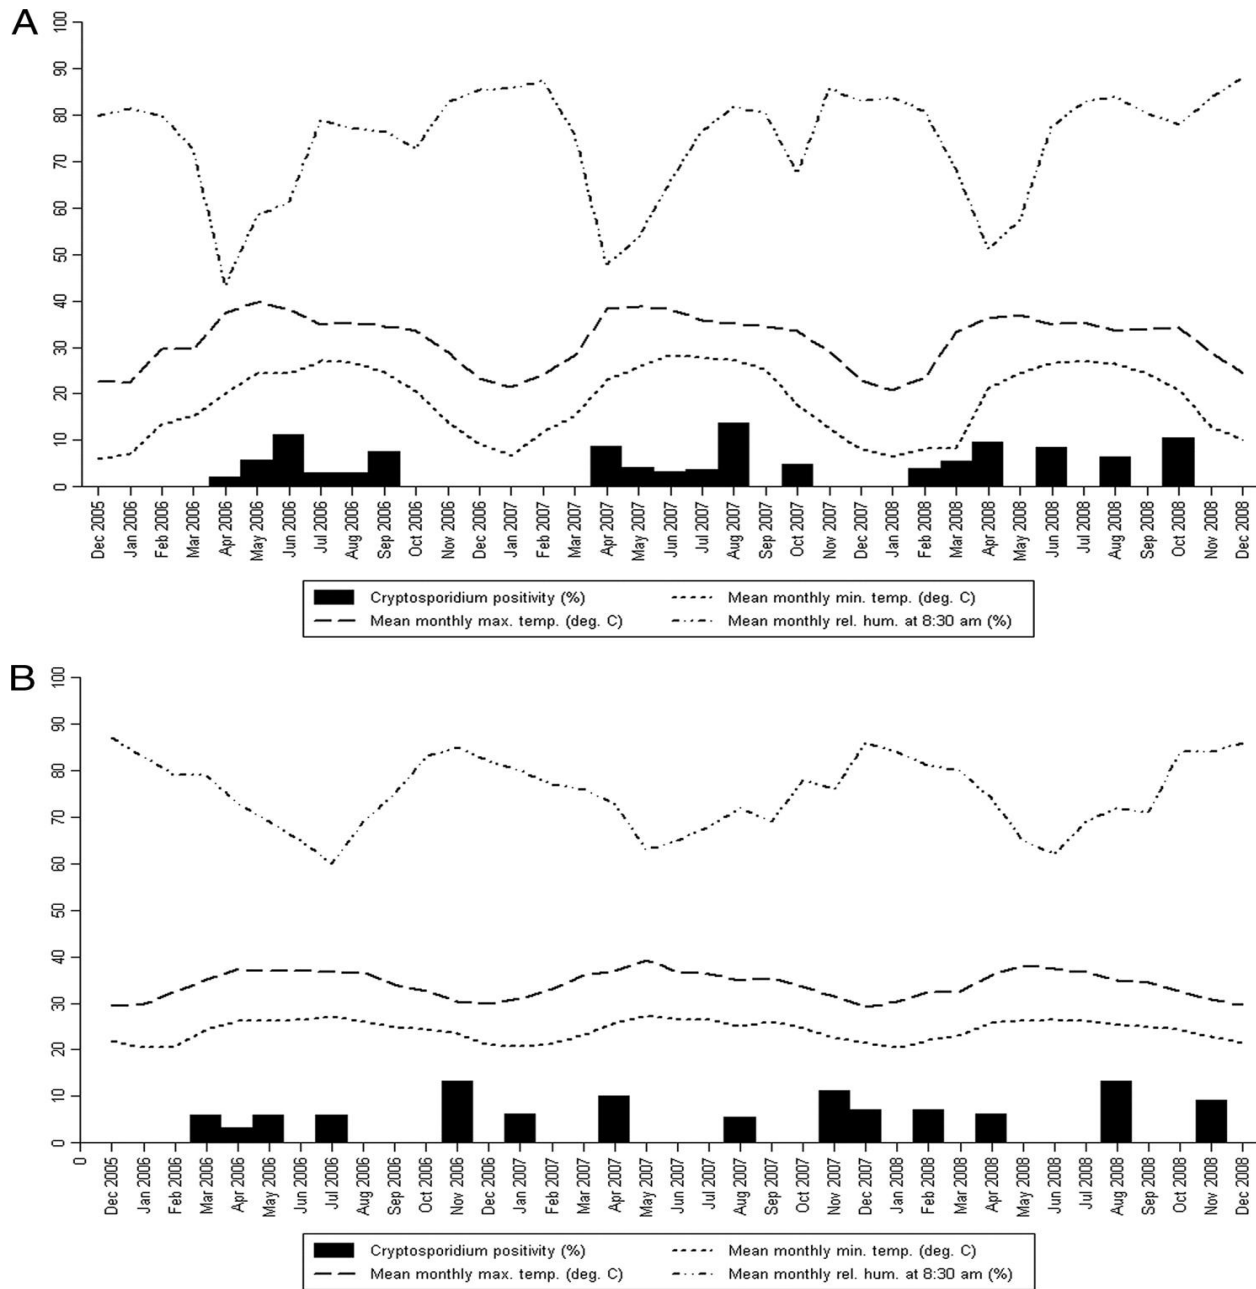 A
100
90
80
70
60
50
40
30
20
10
0
Dec 2005
Jan 2006
Feb 2006
Mar 2006
Apr 2006
May 2006
Jun 2006
Jul 2006
Aug 2006
Sep 2006
Oct 2006
Nov 2006
Dec 2006
Jan 2007
Feb 2007
Mar 2007
Apr 2007
May 2007
Jun 2007
Jul 2007
Aug 2007
Sep 2007
Oct 2007
Nov 2007
Dec 2007
Jan 2008
Feb 2008
Mar 2008
Apr 2008
May 2008
Jun 2008
Jul 2008
Aug 2008
Sep 2008
Oct 2008
Nov 2008
Dec 2008
Cryptosporidium positivity (%)
Mean monthly min. temp. (deg. C)
Mean monthly max. temp. (deg. C)
Mean monthly rel. hum. at 8:30 am (%)
B
100
90
80
70
60
50
40
30
20
10
0
0
Dec 2005
Jan 2006
Feb 2006
Mar 2006
Apr 2006
May 2006
Jun 2006
Jul 2006
Aug 2006
Sep 2006
Oct 2006
Nov 2006
Dec 2006
Jan 2007
Feb 2007
Mar 2007
Apr 2007
May 2007
Jun 2007
Jul 2007
Aug 2007
Sep 2007
Oct 2007
Nov 2007
Dec 2007
Jan 2008
Feb 2008
Mar 2008
Apr 2008
May 2008
Jun 2008
Jul 2008
Aug 2008
Sep 2008
Oct 2008
Nov 2008
Dec 2008
Cryptosporidium positivity (%)
Mean monthly min. temp. (deg. C)
Mean monthly max. temp. (deg. C)
Mean monthly rel. hum. at 8:30 am (%)